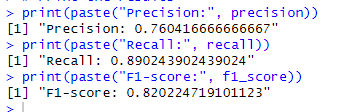 > print(paste("Precision:", precision))
[1] "Precision: 0.760416666666667"
> print(paste("Recall:", recall))
[1] "Recall: 0.890243902439024"
> print(paste("F1-score:", f1_score))
[1] "F1-score: 0.820224719101123"
>